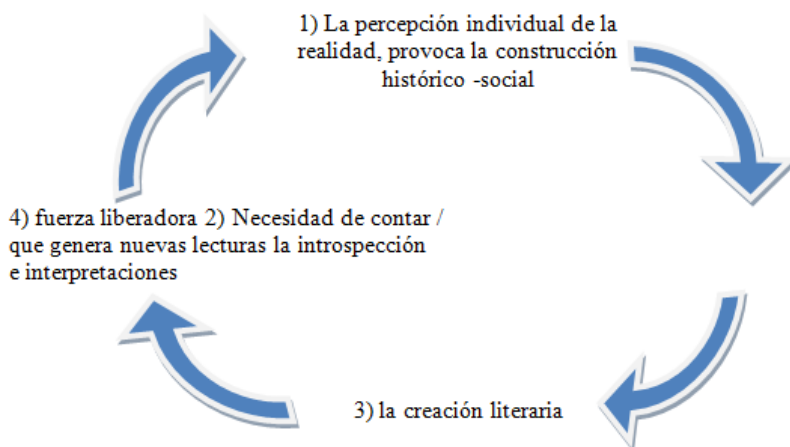 1) La percepción individual de la
realidad, provoca la construcción
histórico -social
4) fuerza liberadora 2) Necesidad de contar /
que genera nuevas lecturas la introspección
e interpretaciones
3) la creación literaria